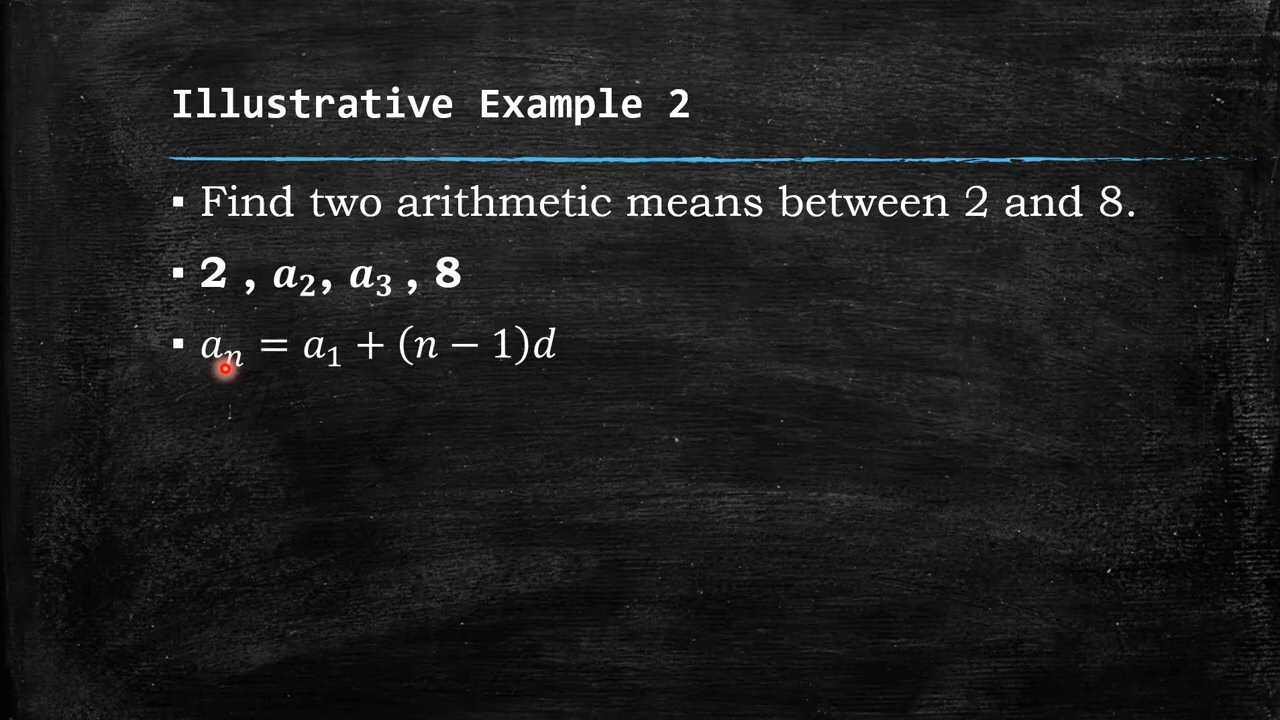 Illustrative Example 2
▪ Find two arithmetic means between 2 and 8.
▪ 2 , a₂, a₃ , 8
▪ aₙ = a₁ + (n − 1)d